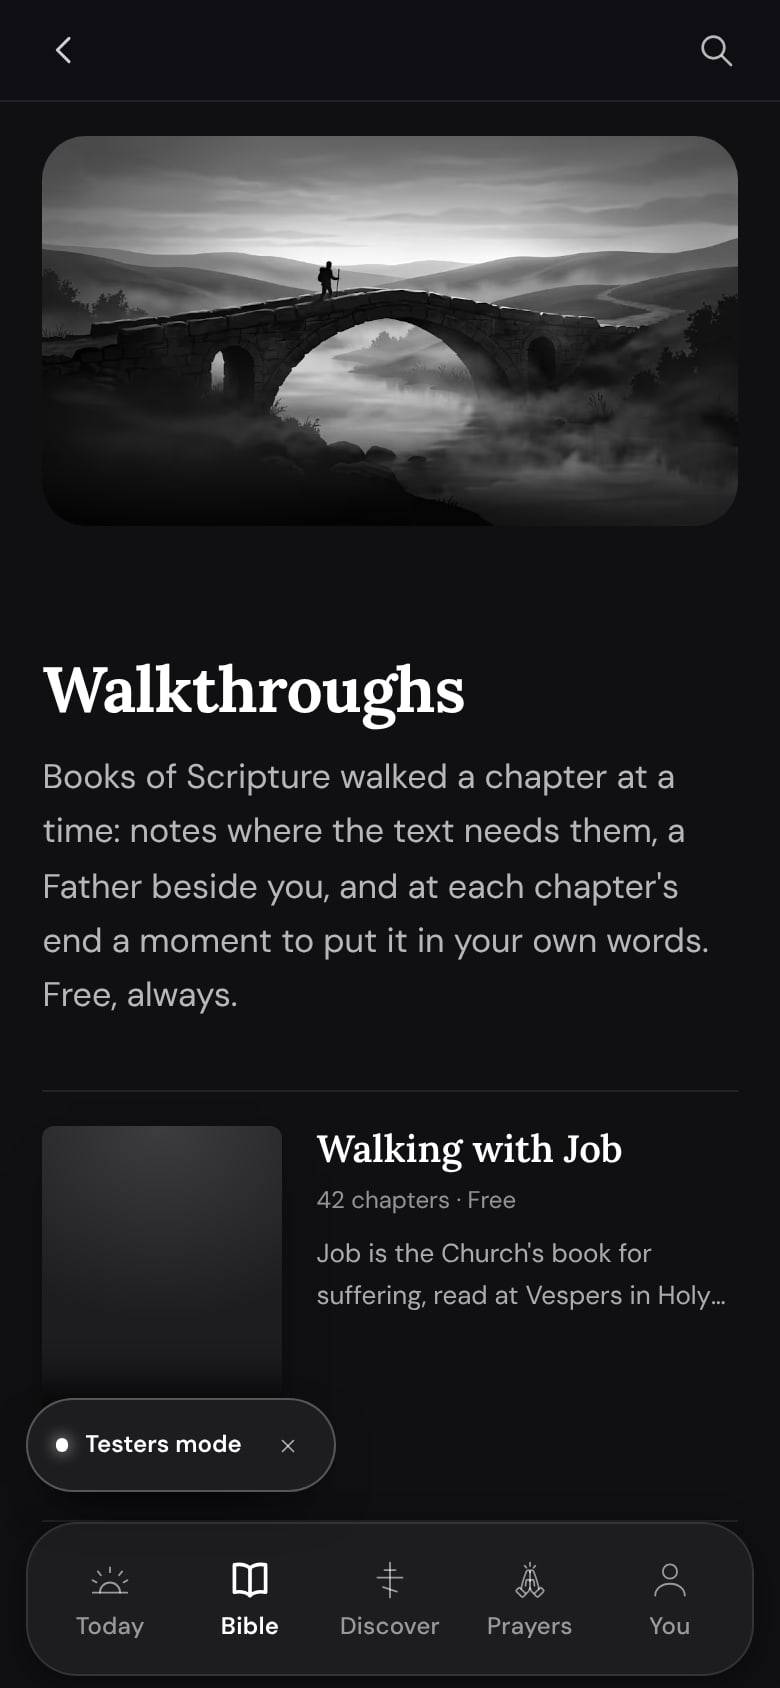 Walkthroughs
Books of Scripture walked a chapter at a
time: notes where the text needs them, a
Father beside you, and at each chapter's
end a moment to put it in your own words.
Free, always.
Walking with Job
42 chapters · Free
Job is the Church's book for
suffering, read at Vespers in Holy…
Testers mode
Today
Bible
Discover
Prayers
You